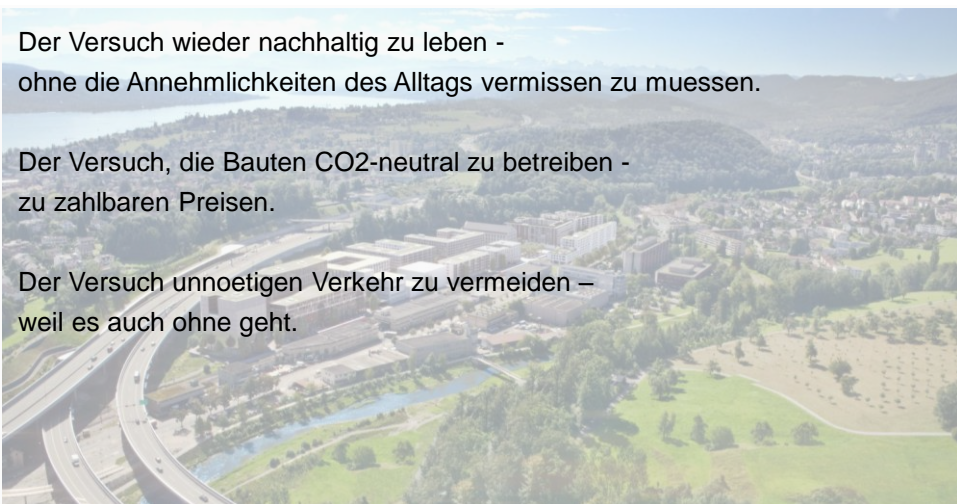 Der Versuch wieder nachhaltig zu leben -
ohne die Annehmlichkeiten des Alltags vermissen zu muessen.
Der Versuch, die Bauten CO2-neutral zu betreiben -
zu zahlbaren Preisen.
Der Versuch unnoetigen Verkehr zu vermeiden –
weil es auch ohne geht.